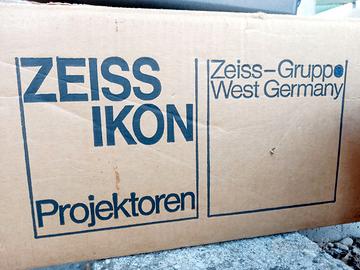 ZEISS
IKON
Projektoren
Zeiss-Gruppe
West Germany